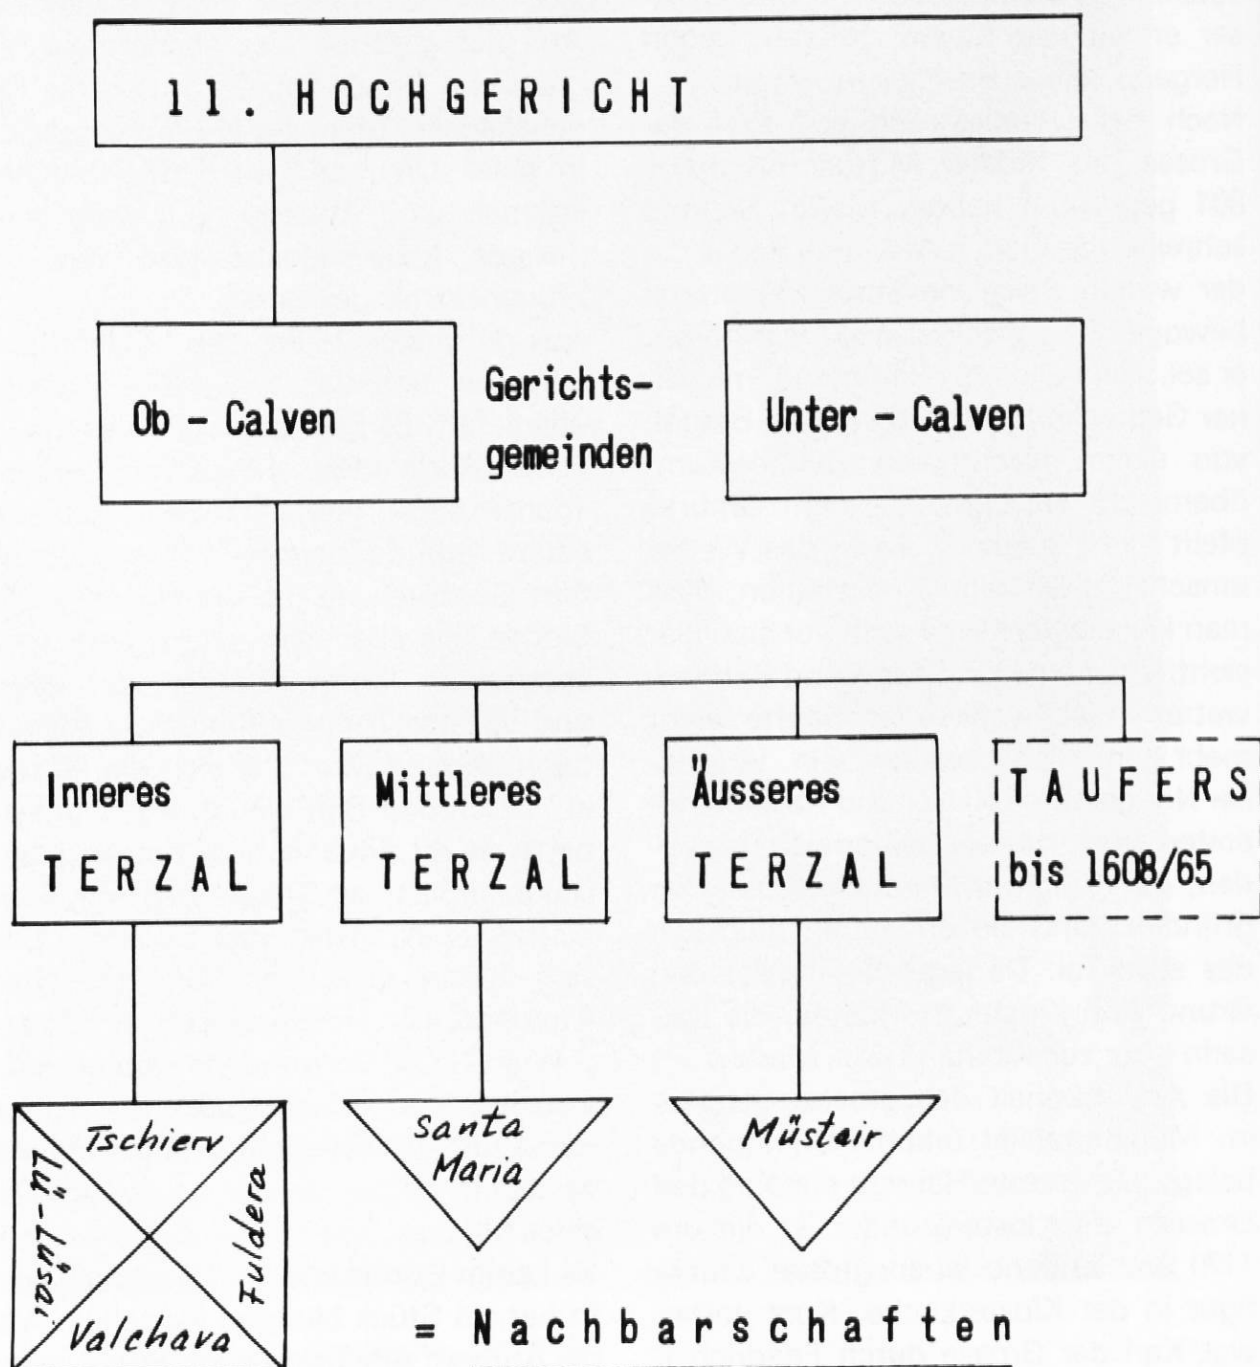 11. HOCHGERICHT
Ob - Calven
Gerichts-
gemeinden
Unter - Calven
Inneres
TERZAL
Mittleres
TERZAL
Äusseres
TERZAL
TAUFERS
bis 1608/65
Tschierv
Lü-Lüsai
Fuldera
Valchava
Santa
Maria
Müstair
= Nachbarschaften